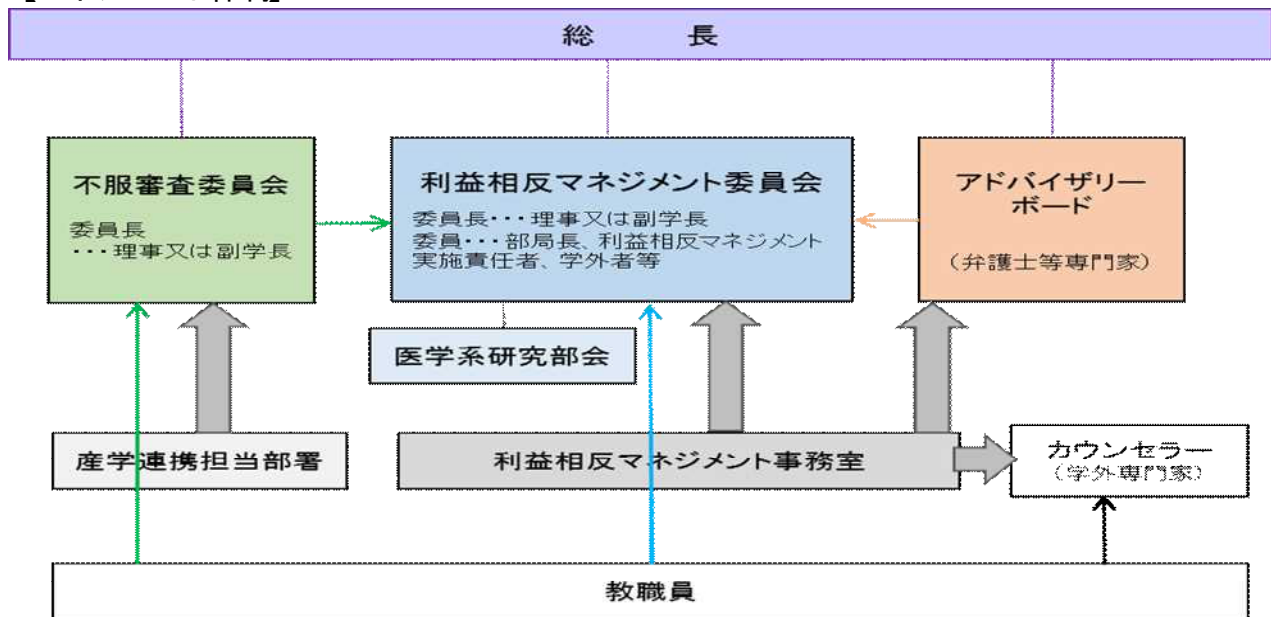 総　長
不服審査委員会
委員長
・・・理事又は副学長
利益相反マネジメント委員会
委員長・・・理事又は副学長
委員・・・部局長、利益相反マネジメント
実施責任者、学外者等
アドバイザリー
ボード
（弁護士等専門家）
医学系研究部会
産学連携担当部署
利益相反マネジメント事務室
カウンセラー
（学外専門家）
教職員